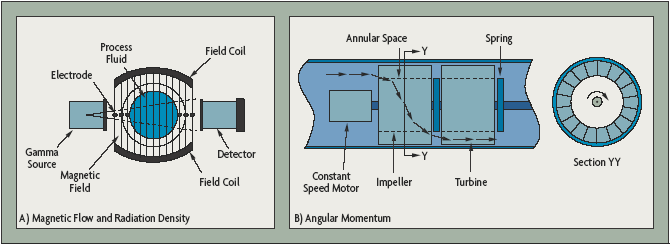 Process
Fluid
Field Coil
Electrode
Gamma
Source
Magnetic
Field
Detector
Field Coil
A) Magnetic Flow and Radiation Density
Annular Space
Y
Spring
Y
Constant
Speed Motor
Impeller
Turbine
Section YY
B) Angular Momentum